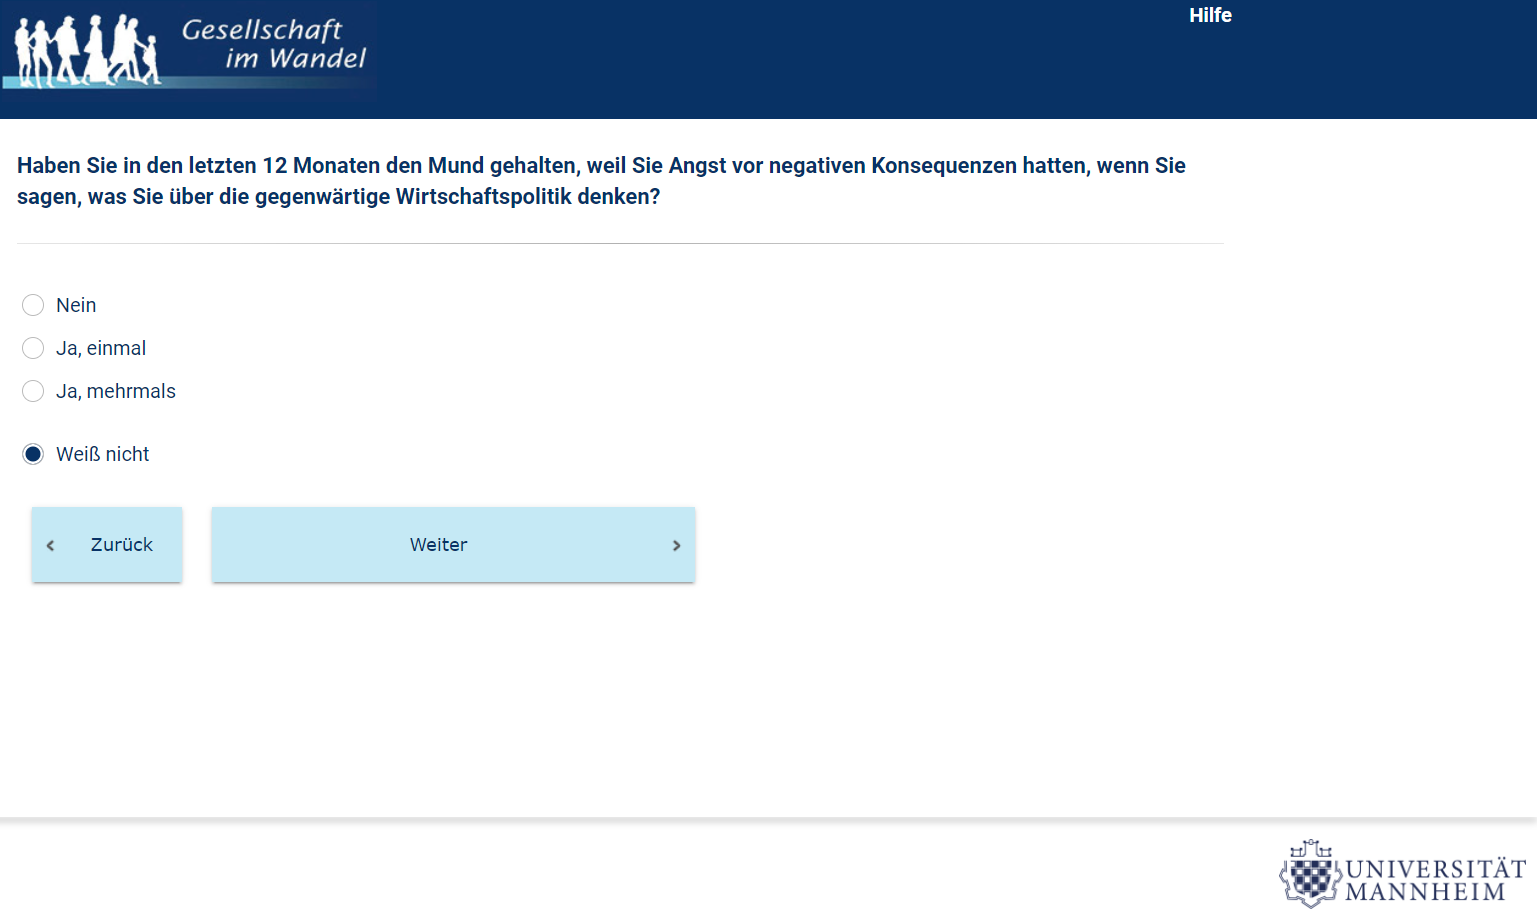 Gesellschaft
im Wandel
Hilfe
Haben Sie in den letzten 12 Monaten den Mund gehalten, weil Sie Angst vor negativen Konsequenzen hatten, wenn Sie
sagen, was Sie über die gegenwärtige Wirtschaftspolitik denken?
Nein
Ja, einmal
Ja, mehrmals
Weiß nicht
Zurück
Weiter
UNIVERSITÄT
MANNHEIM